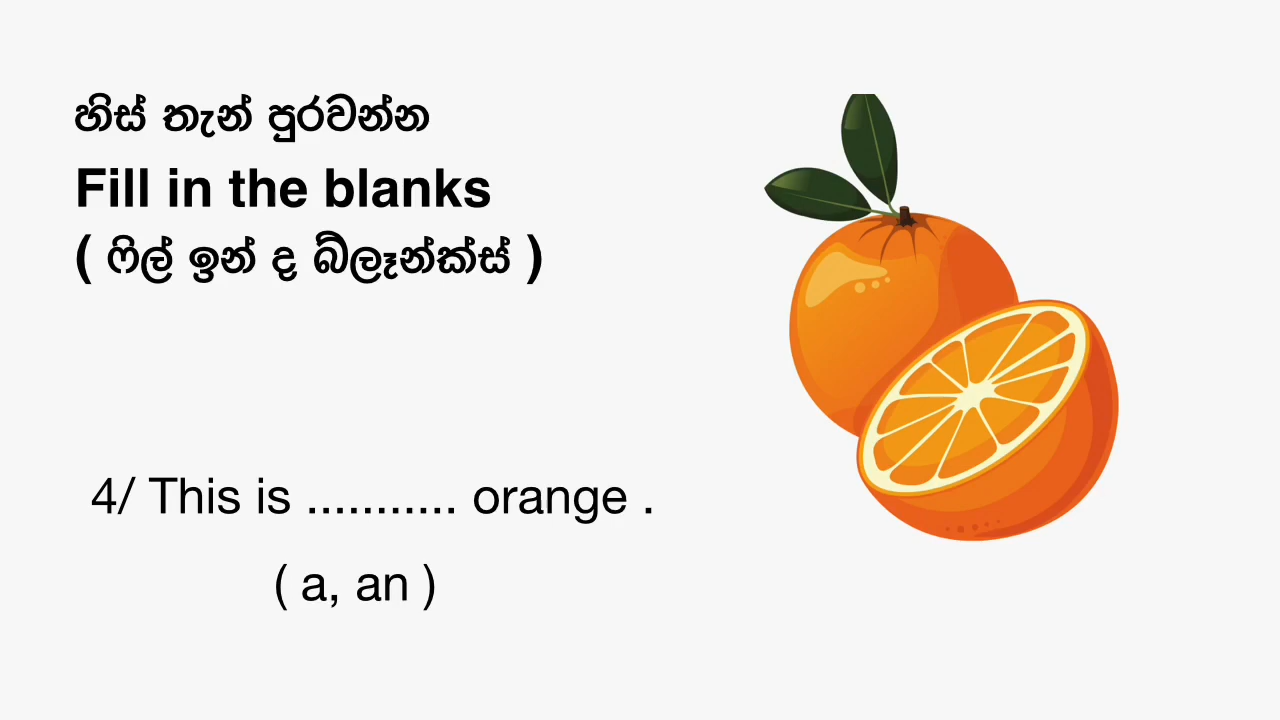 හිස් තැන් පුරවන්න
Fill in the blanks
( ෆිල් ඉන් ද බ්ලෑන්ක්ස් )
4/ This is ........... orange .
( a, an )